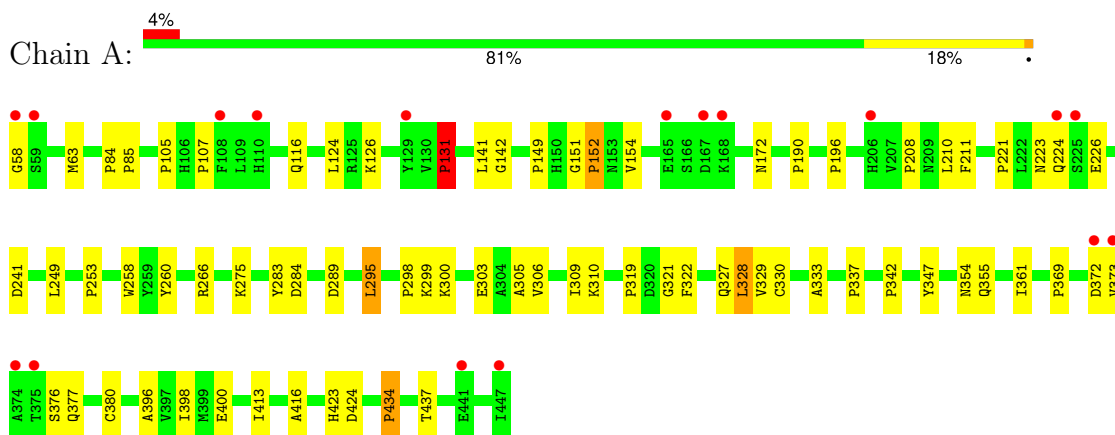 4%
Chain A:
81% 18% •
G58 S59 M63 P84 P85 P105 H106 P107 F108 L109 H110 Q116 L124 R125 K126 Y129 V130 P131 L141 G142 P149 H150 G151 P152 N153 V154 E165 S166 D167 K168 N172 P190 P196 H206 V207 P208 N209 L210 F211 P221 L222 N223 Q224 S225 E226
D241 L249 P253 W258 Y259 Y260 R266 K275 Y283 D284 D289 L295 P298 K299 K300 E303 A304 A305 V306 I309 K310 P319 D320 G321 F322 Q327 L328 V329 C330 A333 P337 P342 Y347 N354 Q355 I361 P369 D372 V373
A374 T375 S376 Q377 C380 A396 V397 I398 M399 E400 I413 A416 H423 D424 P434 T437 E441 I447